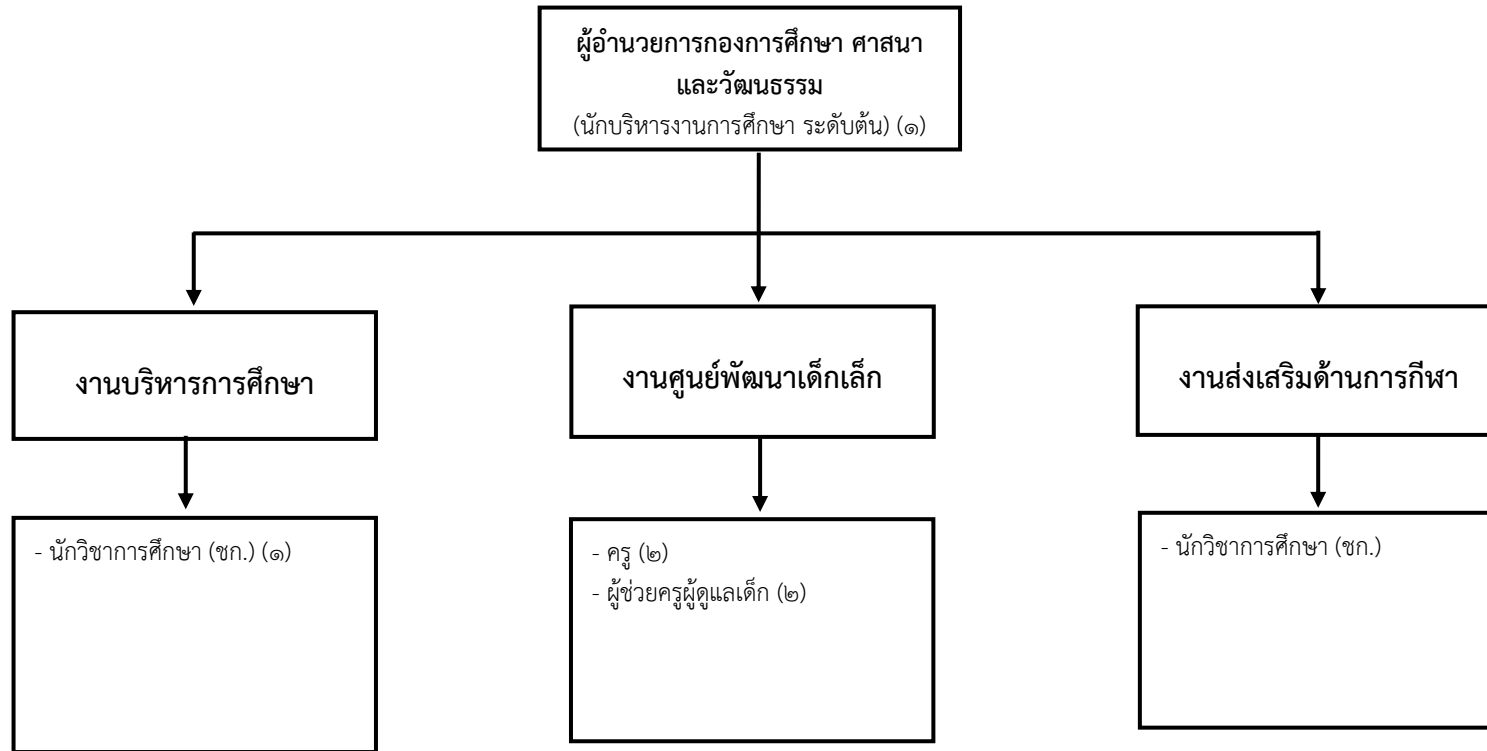 ผู้อำนวยการกองการศึกษา ศาสนา
และวัฒนธรรม
(นักบริหารงานการศึกษา ระดับต้น) (๑)
งานบริหารการศึกษา
งานศูนย์พัฒนาเด็กเล็ก
งานส่งเสริมด้านการกีฬา
- นักวิชาการศึกษา (ชก.) (๑)
- ครู (๒)
- ผู้ช่วยครูผู้ดูแลเด็ก (๒)
- นักวิชาการศึกษา (ชก.)